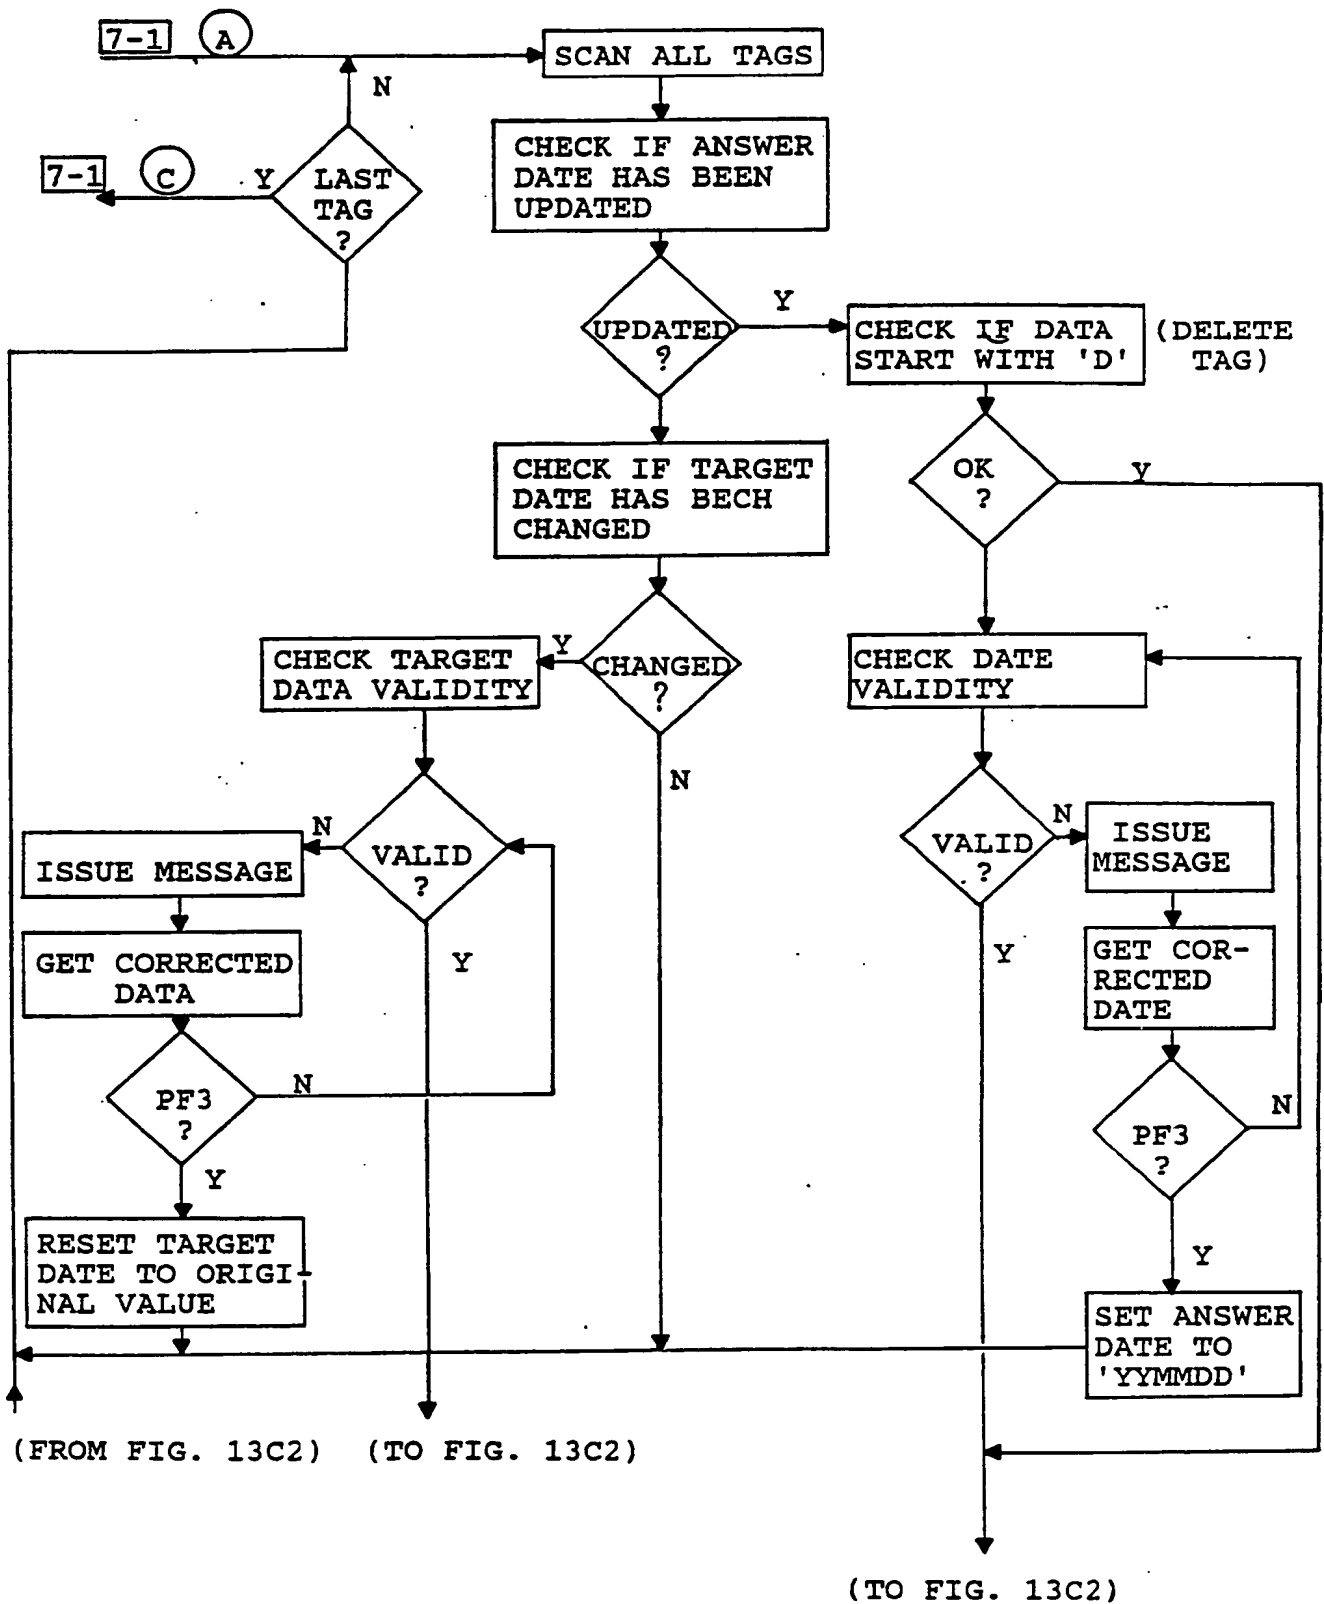 7-1 A
SCAN ALL TAGS
N
CHECK IF ANSWER
DATE HAS BEEN
UPDATED
7-1 C Y
LAST
TAG
?
UPDATED
?
Y
CHECK IF DATA
START WITH 'D'
(DELETE
TAG)
CHECK IF TARGET
DATE HAS BECH
CHANGED
OK
?
Y
CHECK TARGET
DATA VALIDITY
Y
CHANGED
?
N
CHECK DATE
VALIDITY
ISSUE MESSAGE
N
VALID
?
Y
VALID
?
N
ISSUE
MESSAGE
Y
GET CORRECTED
DATA
GET COR-
RECTED
DATE
PF3
?
N
Y
PF3
?
N
Y
RESET TARGET
DATE TO ORIGI-
NAL VALUE
SET ANSWER
DATE TO
'YYMMDD'
(FROM FIG. 13C2) (TO FIG. 13C2)
(TO FIG. 13C2)